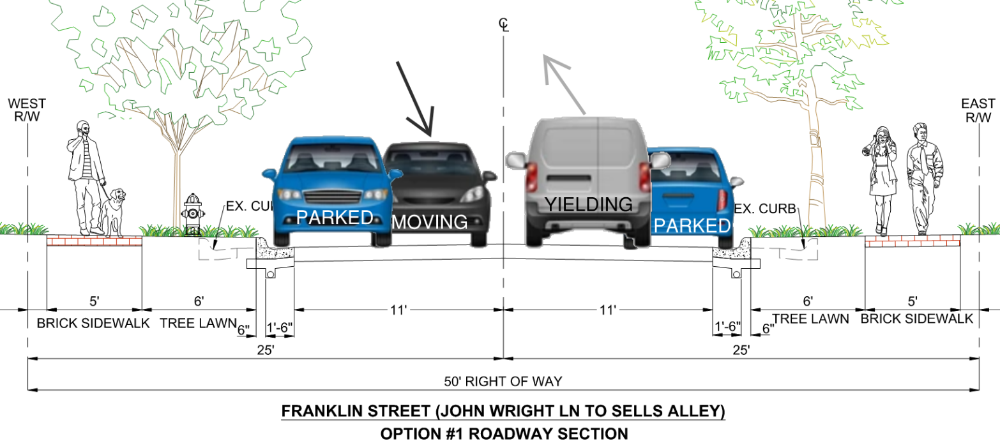 ℄
WEST
R/W
EAST
R/W
EX. CU
PARKED
MOVING
YIELDING
PARKED
EX. CURB
5'
6'
11'
11'
6'
5'
BRICK SIDEWALK
TREE LAWN
6"
1'-6"
1'-6"
6"
TREE LAWN
BRICK SIDEWALK
25'
25'
50' RIGHT OF WAY
FRANKLIN STREET (JOHN WRIGHT LN TO SELLS ALLEY)
OPTION #1 ROADWAY SECTION